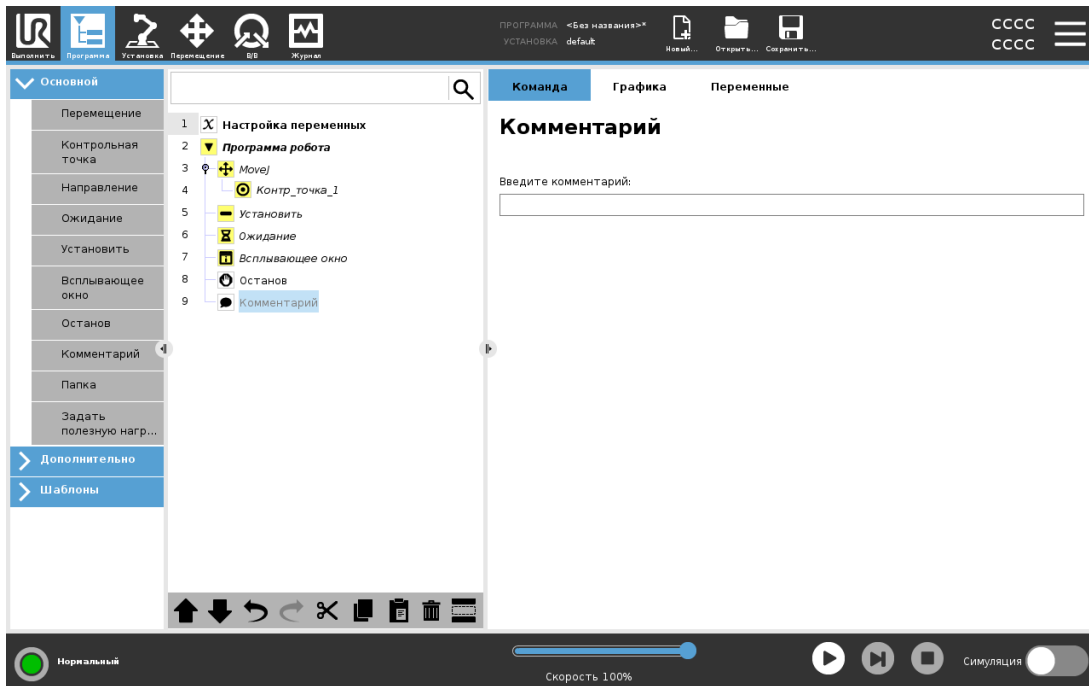 ПРОГРАММА <Без названия>*
УСТАНОВКА default
Выполнить
Программа
Установка
Перемещение
В/В
Журнал
Новый...
Открыть...
Сохранить...
CCCC
CCCC
Основной
Перемещение
Контрольная
точка
Направление
Ожидание
Установить
Всплывающее
окно
Останов
Комментарий
Папка
Задать
полезную нагр...
Дополнительно
Шаблоны
1 X Настройка переменных
2 Программа робота
3 MoveJ
4 Контр_точка_1
5 Установить
6 Ожидание
7 Всплывающее окно
8 Останов
9 Комментарий
Команда
Графика
Переменные
Комментарий
Введите комментарий:
Нормальный
Скорость 100%
Симуляция